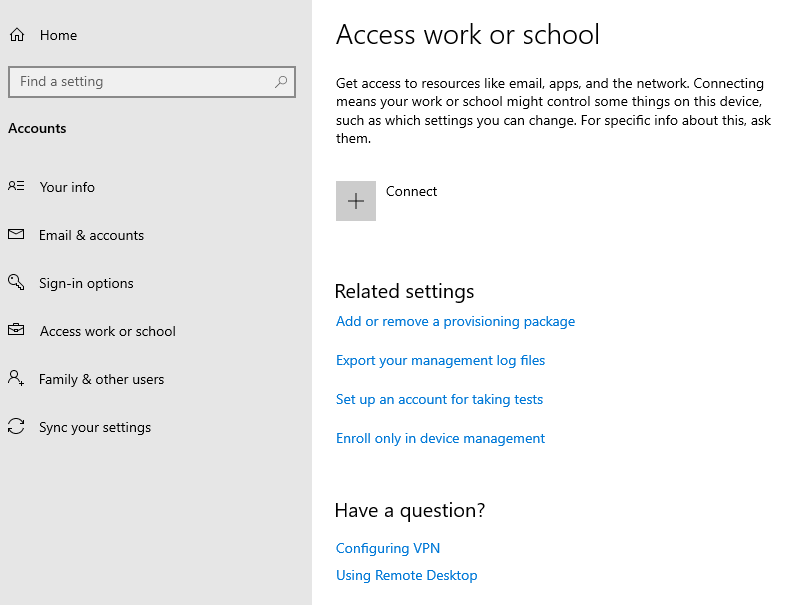 Home
Find a setting
Accounts
Your info
Email & accounts
Sign-in options
Access work or school
Family & other users
Sync your settings
Access work or school
Get access to resources like email, apps, and the network. Connecting
means your work or school might control some things on this device,
such as which settings you can change. For specific info about this, ask
them.
Connect
Related settings
Add or remove a provisioning package
Export your management log files
Set up an account for taking tests
Enroll only in device management
Have a question?
Configuring VPN
Using Remote Desktop